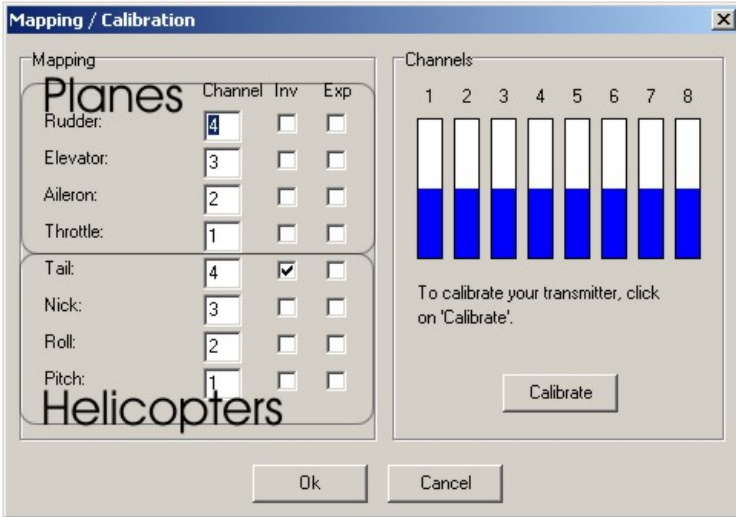 Mapping / Calibration
Mapping
Planes
Channel Inv Exp
Rudder: 4
Elevator: 3
Aileron: 2
Throttle: 1
Tail: 4
Nick: 3
Roll: 2
Pitch: 1
Helicopters
Channels
1 2 3 4 5 6 7 8
To calibrate your transmitter, click
on 'Calibrate'.
Calibrate
Ok Cancel